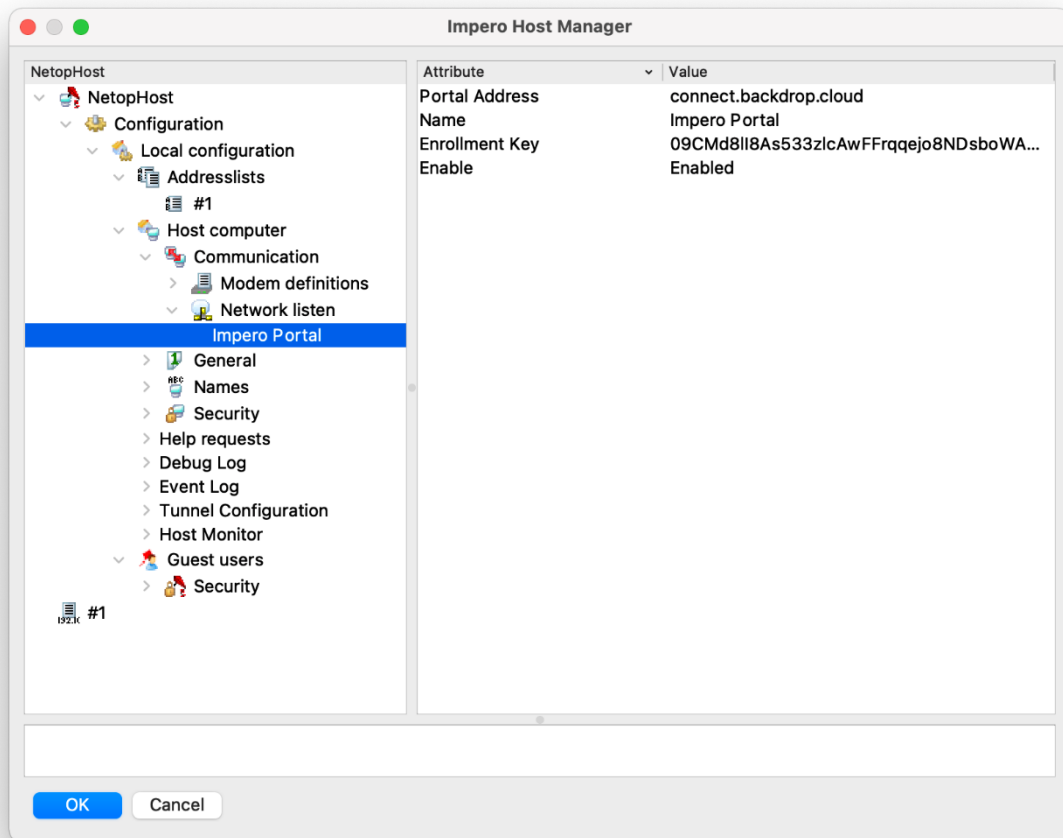 Impero Host Manager
NetopHost
NetopHost
Configuration
Local configuration
Addresslists
#1
Host computer
ABC
Communication
Modem definitions
Network listen
Impero Portal
General
Names
Security
Help requests
Debug Log
Event Log
Tunnel Configuration
Host Monitor
Guest users
Security
#1
Attribute Value
Portal Address connect.backdrop.cloud
Name Impero Portal
Enrollment Key 09CMd8lI8As533zlcAwFFrqqejo8NDsboWA...
Enable Enabled
OK Cancel